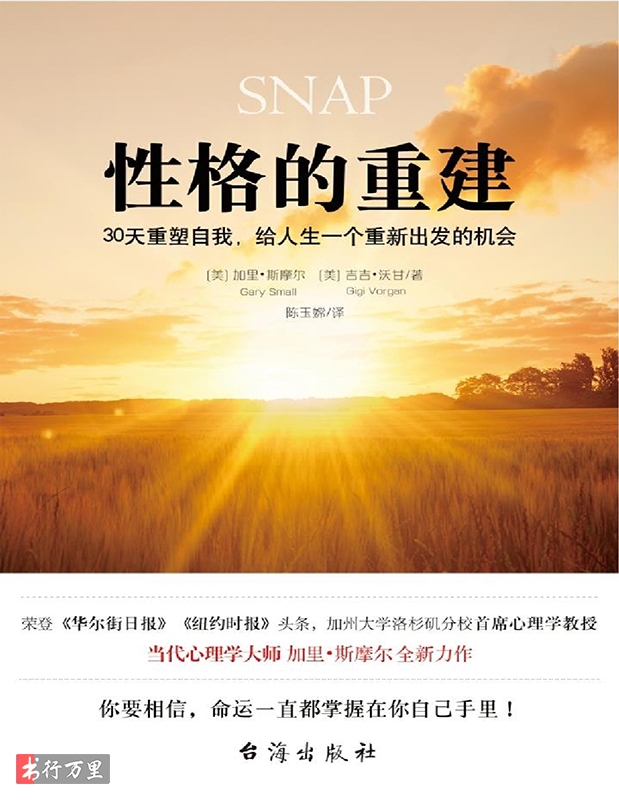 SNAP
性格的重建
30天重塑自我，给人生一个重新出发的机会
[美] 加里•斯摩尔 [美] 吉吉•沃甘/著
Gary Small Gigi Vorgan
陈玉嫦/译
荣登《华尔街日报》《纽约时报》头条，加州大学洛杉矶分校首席心理学教授
当代心理学大师 加里•斯摩尔 全新力作
你要相信，命运一直都掌握在你自己手里！
台海出版社
书行万里